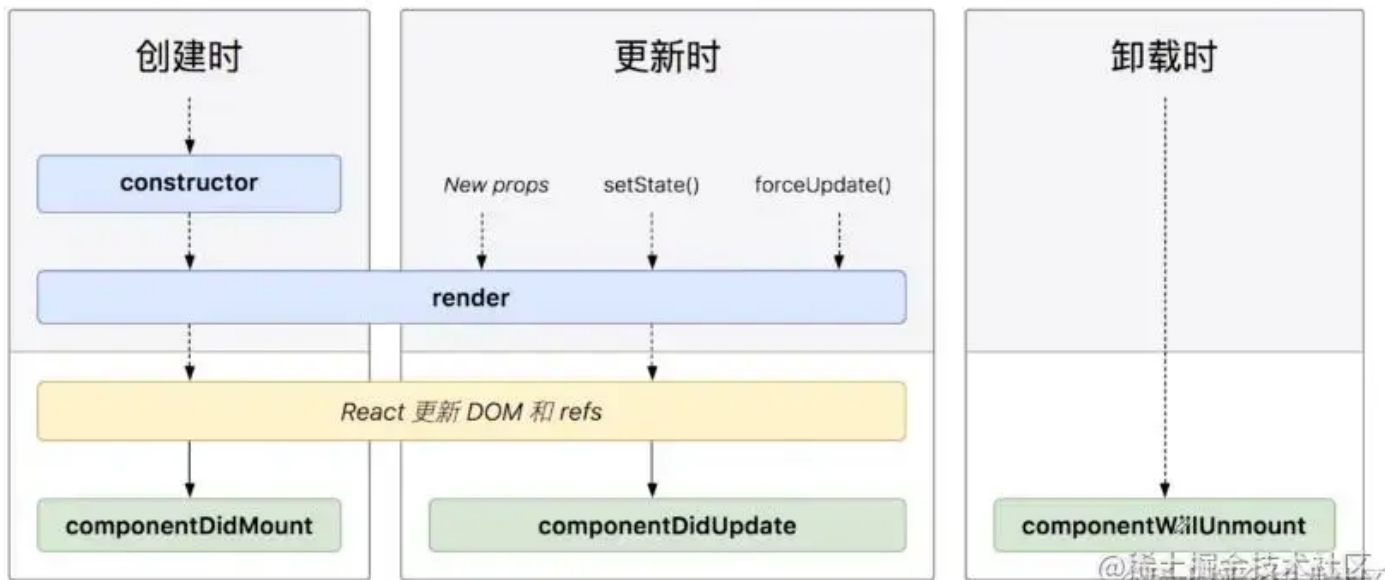 创建时
更新时
卸载时
constructor
New props
setState()
forceUpdate()
render
React 更新 DOM 和 refs
componentDidMount
componentDidUpdate
componentWillUnmount
@稀土掘金技术社区